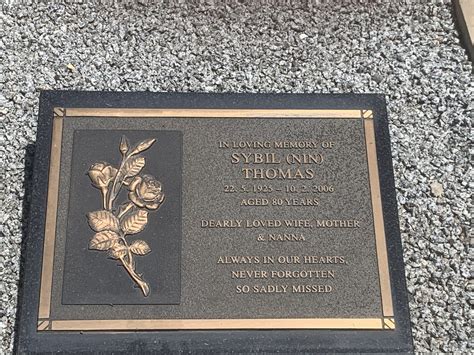 IN LOVING MEMORY OF
SYBIL (NIN)
THOMAS
22. 5. 1925 – 10. 2. 2006
AGED 80 YEARS
DEARLY LOVED WIFE, MOTHER
& NANNA
ALWAYS IN OUR HEARTS,
NEVER FORGOTTEN
SO SADLY MISSED